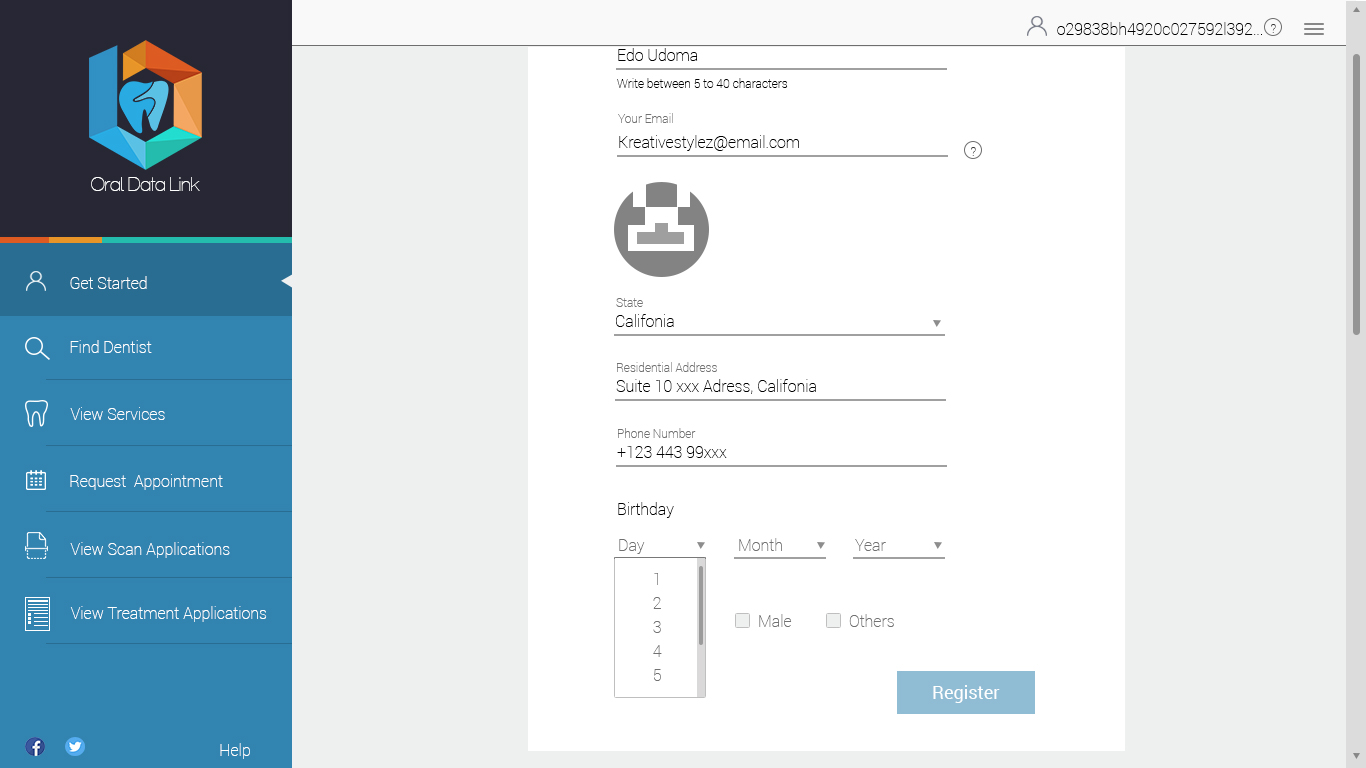 Oral Data Link
Get Started
Find Dentist
View Services
Request Appointment
View Scan Applications
View Treatment Applications
Help
o29838bh4920c027592l392...
?
Edo Udoma
Write between 5 to 40 characters
Your Email
Kreativestylez@email.com
?
State
Califonia
Residential Address
Suite 10 xxx Adress, Califonia
Phone Number
+123 443 99xxx
Birthday
Day Month Year
1
2
3
4
5
Male Others
Register